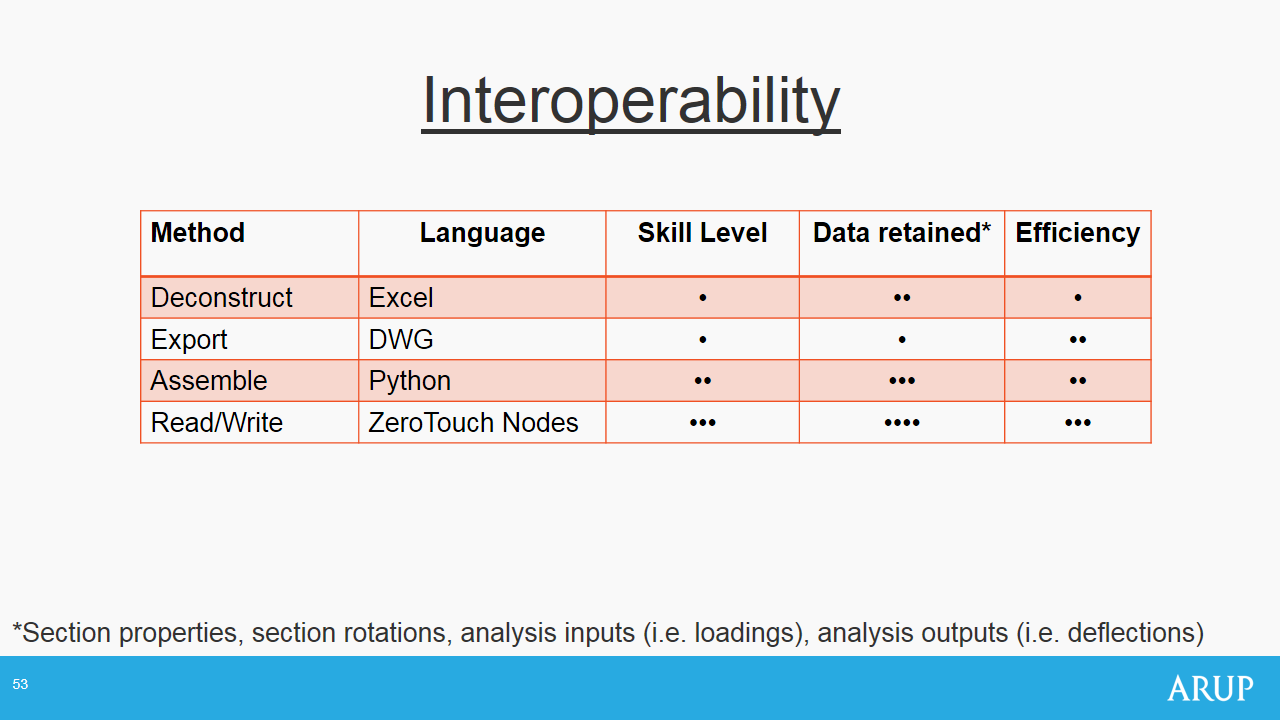 Interoperability
Method Language Skill Level Data retained* Efficiency
Deconstruct Excel • •• •
Export DWG • • ••
Assemble Python •• ••• ••
Read/Write ZeroTouch Nodes ••• •••• •••
*Section properties, section rotations, analysis inputs (i.e. loadings), analysis outputs (i.e. deflections)
53
ARUP